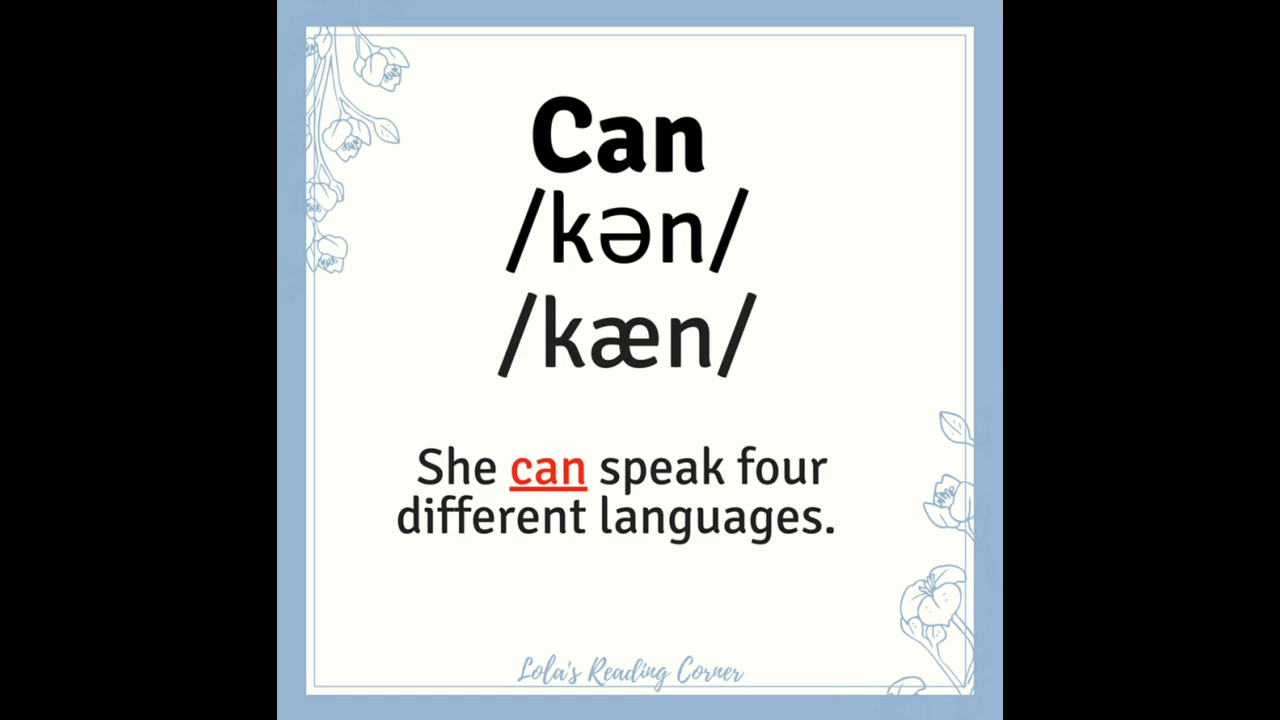 Can
/kən/
/kæn/
She can speak four
different languages.
Lola's Reading Corner